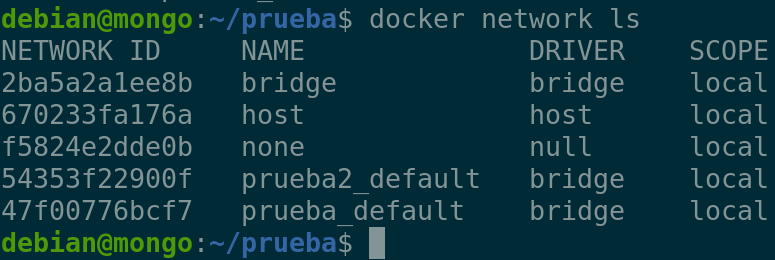 debian@mongo:~/prueba$ docker network ls
NETWORK ID     NAME              DRIVER    SCOPE
2ba5a2a1ee8b   bridge            bridge    local
670233fa176a   host              host      local
f5824e2dde0b   none              null      local
54353f22900f   prueba2_default   bridge    local
47f00776bcf7   prueba_default    bridge    local
debian@mongo:~/prueba$